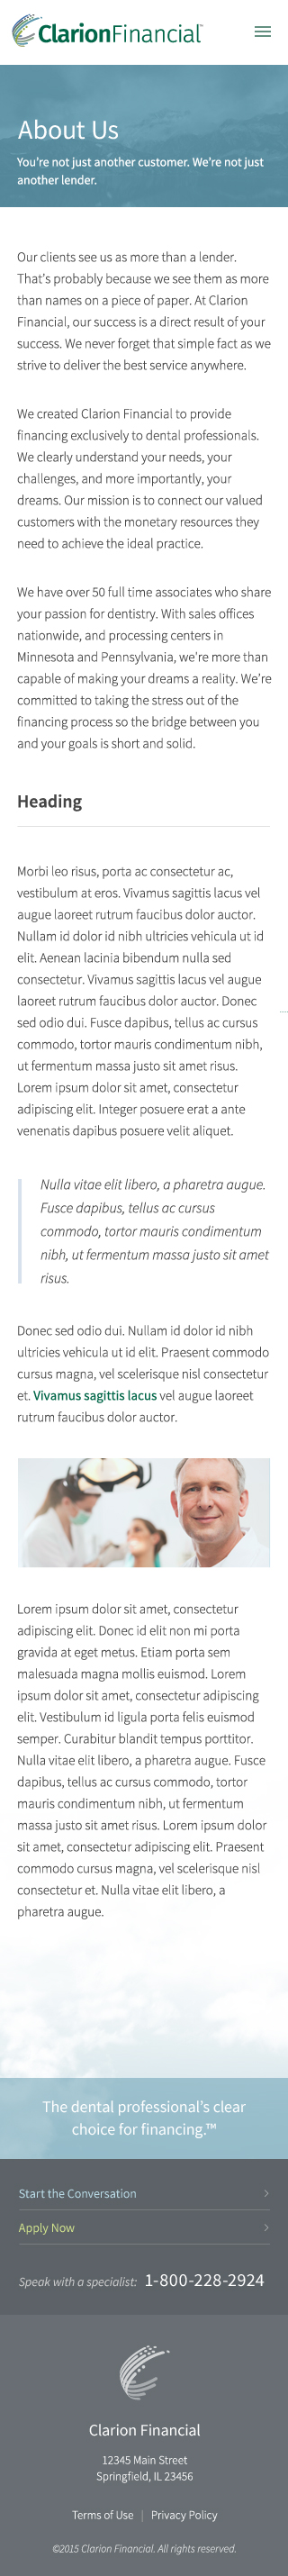 ClarionFinancial™
About Us
You're not just another customer. We're not just
another lender.
Our clients see us as more than a lender.
That's probably because we see them as more
than names on a piece of paper. At Clarion
Financial, our success is a direct result of your
success. We never forget that simple fact as we
strive to deliver the best service anywhere.
We created Clarion Financial to provide
financing exclusively to dental professionals.
We clearly understand your needs, your
challenges, and more importantly, your
dreams. Our mission is to connect our valued
customers with the monetary resources they
need to achieve the ideal practice.
We have over 50 full time associates who share
your passion for dentistry. With sales offices
nationwide, and processing centers in
Minnesota and Pennsylvania, we're more than
capable of making your dreams a reality. We're
committed to taking the stress out of the
financing process so the bridge between you
and your goals is short and solid.
Heading
Morbi leo risus, porta ac consectetur ac,
vestibulum at eros. Vivamus sagittis lacus vel
augue laoreet rutrum faucibus dolor auctor.
Nullam id dolor id nibh ultricies vehicula ut id
elit. Aenean lacinia bibendum nulla sed
consectetur. Vivamus sagittis lacus vel augue
laoreet rutrum faucibus dolor auctor. Donec
sed odio dui. Fusce dapibus, tellus ac cursus
commodo, tortor mauris condimentum nibh,
ut fermentum massa justo sit amet risus.
Lorem ipsum dolor sit amet, consectetur
adipiscing elit. Integer posuere erat a ante
venenatis dapibus posuere velit aliquet.
Nulla vitae elit libero, a pharetra augue.
Fusce dapibus, tellus ac cursus
commodo, tortor mauris condimentum
nibh, ut fermentum massa justo sit amet
risus.
Donec sed odio dui. Nullam id dolor id nibh
ultricies vehicula ut id elit. Praesent commodo
cursus magna, vel scelerisque nisl consectetur
et. Vivamus sagittis lacus vel augue laoreet
rutrum faucibus dolor auctor.
Lorem ipsum dolor sit amet, consectetur
adipiscing elit. Donec id elit non mi porta
gravida at eget metus. Etiam porta sem
malesuada magna mollis euismod. Lorem
ipsum dolor sit amet, consectetur adipiscing
elit. Vestibulum id ligula porta felis euismod
semper. Curabitur blandit tempus porttitor.
Nulla vitae elit libero, a pharetra augue. Fusce
dapibus, tellus ac cursus commodo, tortor
mauris condimentum nibh, ut fermentum
massa justo sit amet risus. Lorem ipsum dolor
sit amet, consectetur adipiscing elit. Praesent
commodo cursus magna, vel scelerisque nisl
consectetur et. Nulla vitae elit libero, a
pharetra augue.
The dental professional's clear
choice for financing.™
Start the Conversation
Apply Now
Speak with a specialist: 1-800-228-2924
Clarion Financial
12345 Main Street
Springfield, IL 23456
Terms of Use | Privacy Policy
©2015 Clarion Financial. All rights reserved.